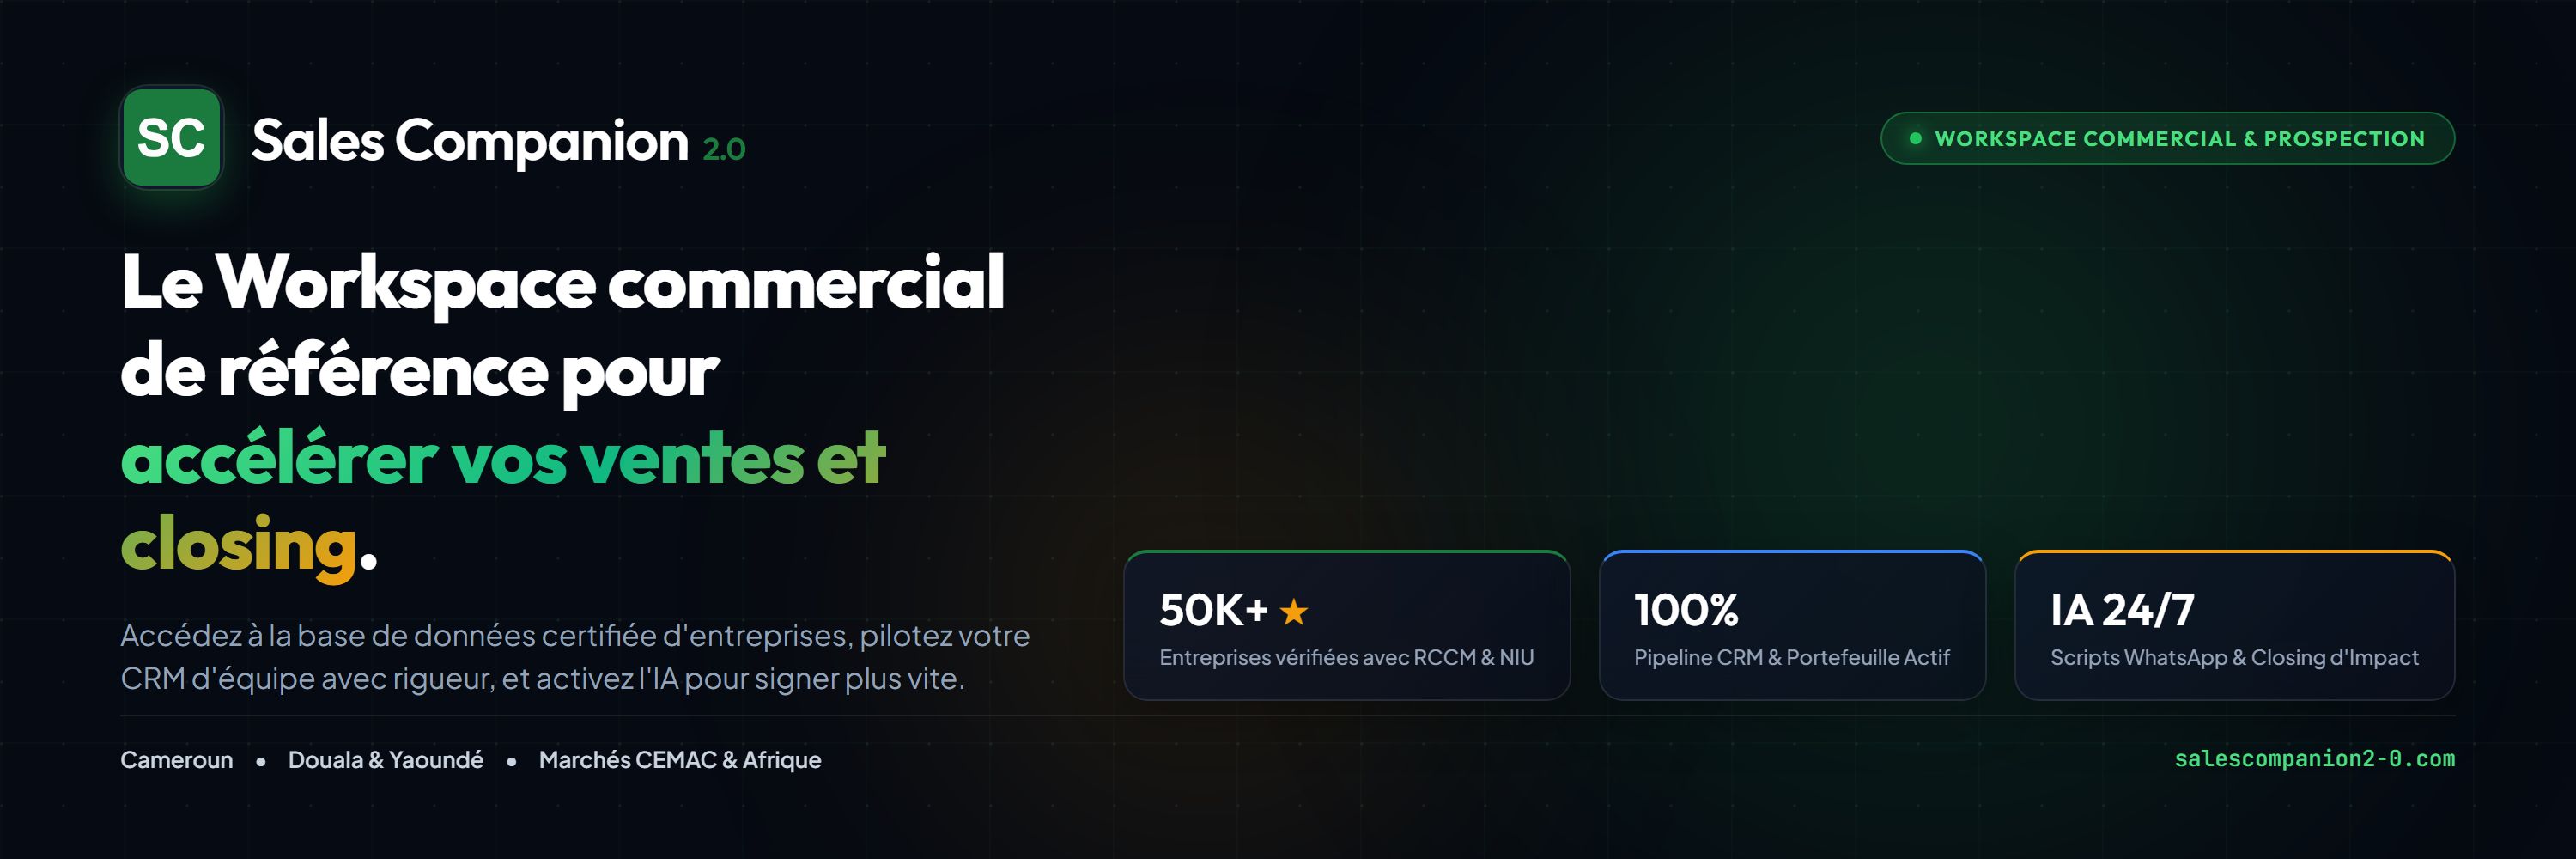 SC
Sales Companion 2.0
WORKSPACE COMMERCIAL & PROSPECTION
Le Workspace commercial
de référence pour
accélérer vos ventes et
closing.
Accédez à la base de données certifiée d'entreprises, pilotez votre
CRM d'équipe avec rigueur, et activez l'IA pour signer plus vite.
50K+ ★
Entreprises vérifiées avec RCCM & NIU
100%
Pipeline CRM & Portefeuille Actif
IA 24/7
Scripts WhatsApp & Closing d'Impact
Cameroun • Douala & Yaoundé • Marchés CEMAC & Afrique
salescompanion2-0.com